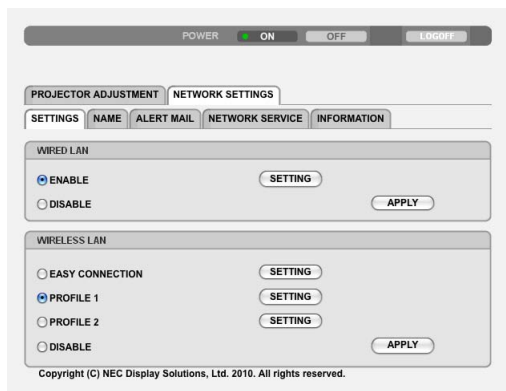 POWER ON OFF LOGOFF
PROJECTOR ADJUSTMENT NETWORK SETTINGS
SETTINGS NAME ALERT MAIL NETWORK SERVICE INFORMATION
WIRED LAN
ENABLE SETTING
DISABLE APPLY
WIRELESS LAN
EASY CONNECTION SETTING
PROFILE 1 SETTING
PROFILE 2 SETTING
DISABLE APPLY
Copyright (C) NEC Display Solutions, Ltd. 2010. All rights reserved.